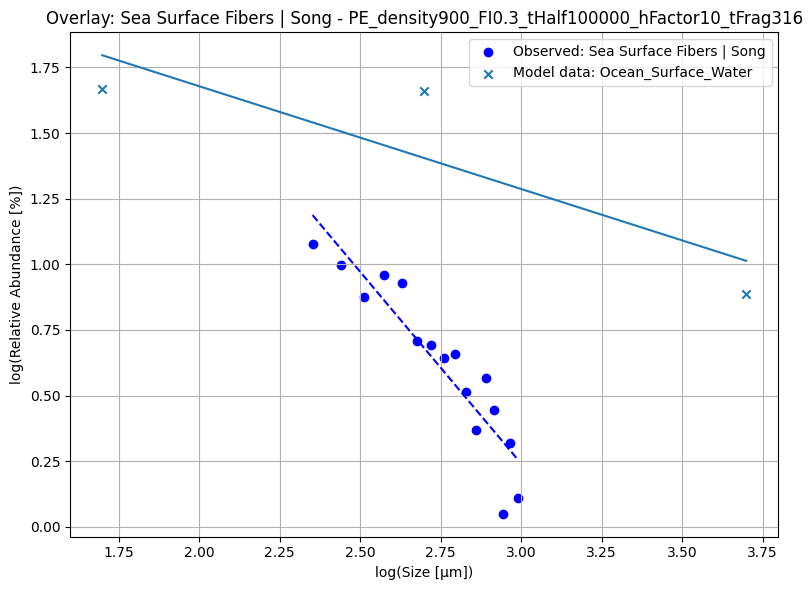 Overlay: Sea Surface Fibers | Song - PE_density900_FI0.3_tHalf100000_hFactor10_tFrag316
Observed: Sea Surface Fibers | Song
Model data: Ocean_Surface_Water
log(Relative Abundance [%])
1.75
1.50
1.25
1.00
0.75
0.50
0.25
0.00
1.75 2.00 2.25 2.50 2.75 3.00 3.25 3.50 3.75
log(Size [μm])